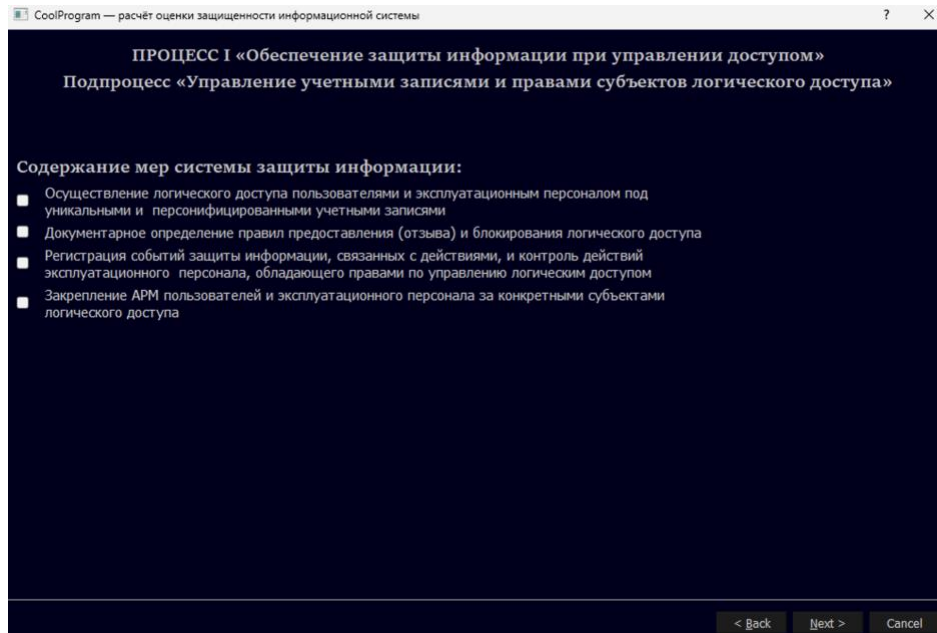 CoolProgram — расчёт оценки защищенности информационной системы
ПРОЦЕСС I «Обеспечение защиты информации при управлении доступом»
Подпроцесс «Управление учетными записями и правами субъектов логического доступа»
Содержание мер системы защиты информации:
Осуществление логического доступа пользователями и эксплуатационным персоналом под
уникальными и персонифицированными учетными записями
Документарное определение правил предоставления (отзыва) и блокирования логического доступа
Регистрация событий защиты информации, связанных с действиями, и контроль действий
эксплуатационного персонала, обладающего правами по управлению логическим доступом
Закрепление АРМ пользователей и эксплуатационного персонала за конкретными субъектами
логического доступа
< Back Next > Cancel